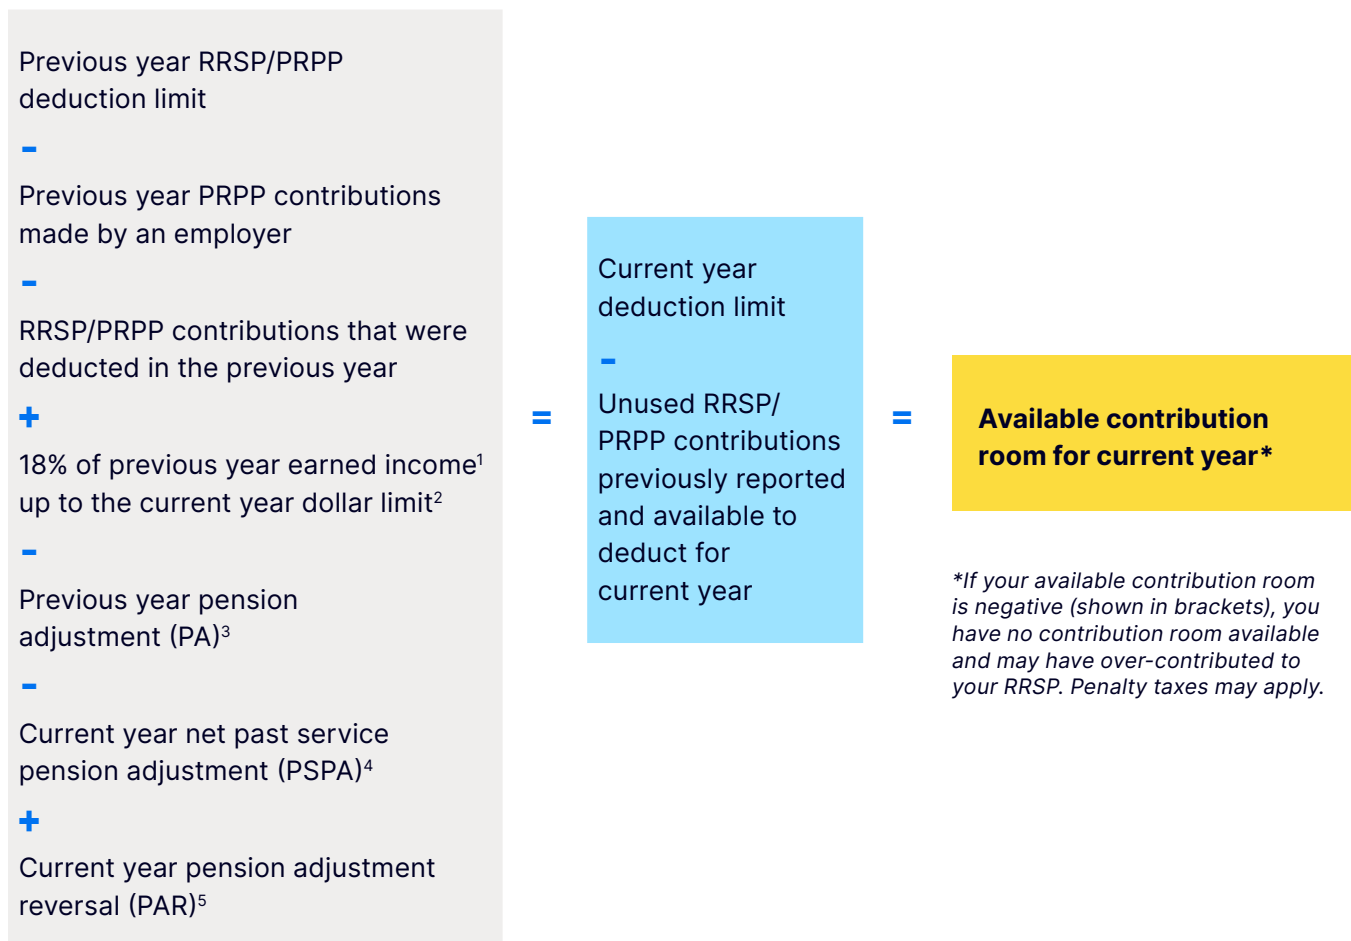 Previous year RRSP/PRPP
deduction limit
-
Previous year PRPP contributions
made by an employer
-
RRSP/PRPP contributions that were
deducted in the previous year
+
18% of previous year earned income¹
up to the current year dollar limit²
-
Previous year pension
adjustment (PA)³
-
Current year net past service
pension adjustment (PSPA)⁴
+
Current year pension adjustment
reversal (PAR)⁵
=
Current year
deduction limit
-
Unused RRSP/
PRPP contributions
previously reported
and available to
deduct for
current year
=
Available contribution
room for current year*
*If your available contribution room
is negative (shown in brackets), you
have no contribution room available
and may have over-contributed to
your RRSP. Penalty taxes may apply.